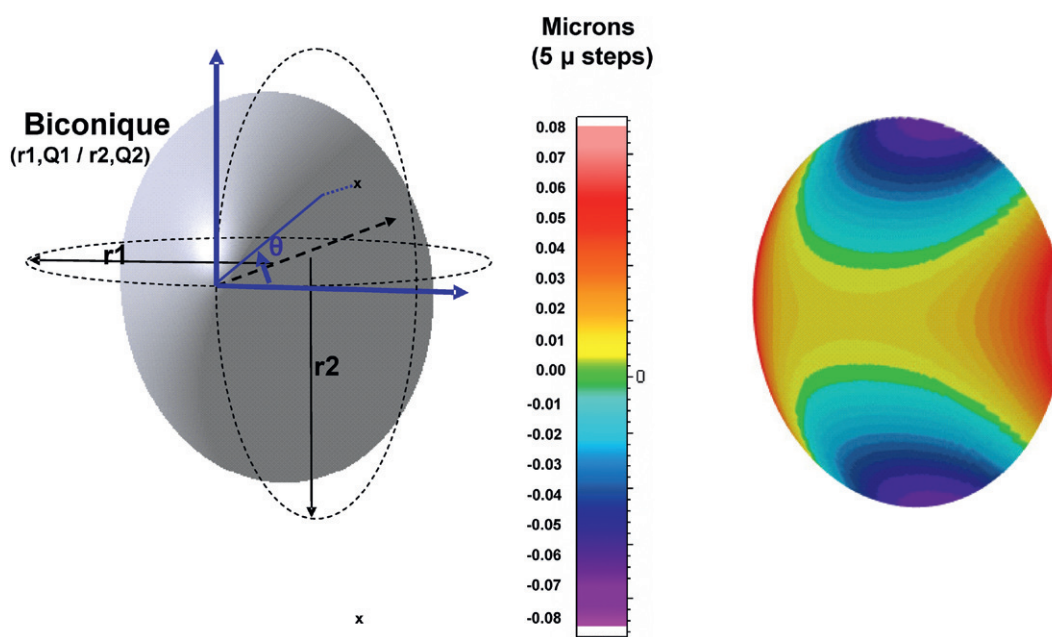 Biconique
(r1,Q1 / r2,Q2)
r1
θ
x
r2
x
Microns
(5 µ steps)
0.08
0.07
0.06
0.05
0.04
0.03
0.02
0.01
0.00
-0.01
-0.02
-0.03
-0.04
-0.05
-0.06
-0.07
-0.08
0